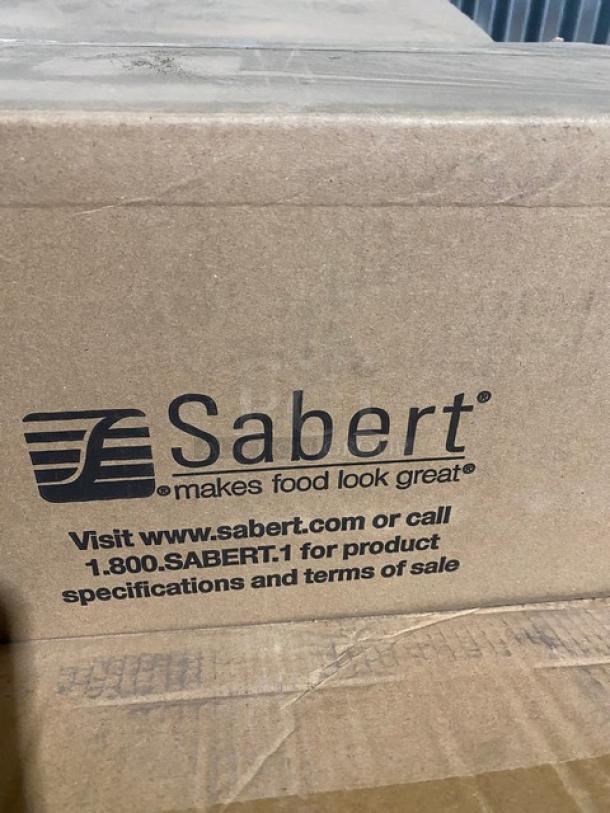 Sabert®
®makes food look great®
Visit www.sabert.com or call
1.800.SABERT.1 for product
specifications and terms of sale